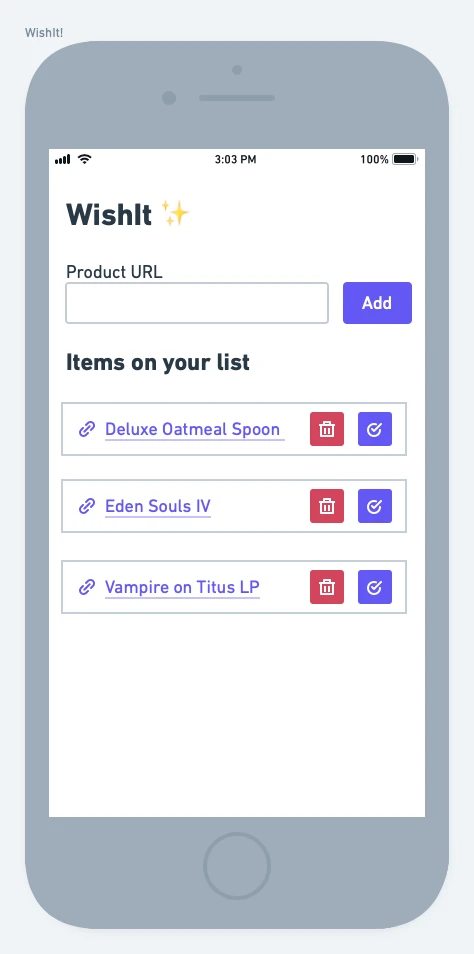 WishIt!
3:03 PM 100%
WishIt ✨
Product URL
Add
Items on your list
Deluxe Oatmeal Spoon
Eden Souls IV
Vampire on Titus LP